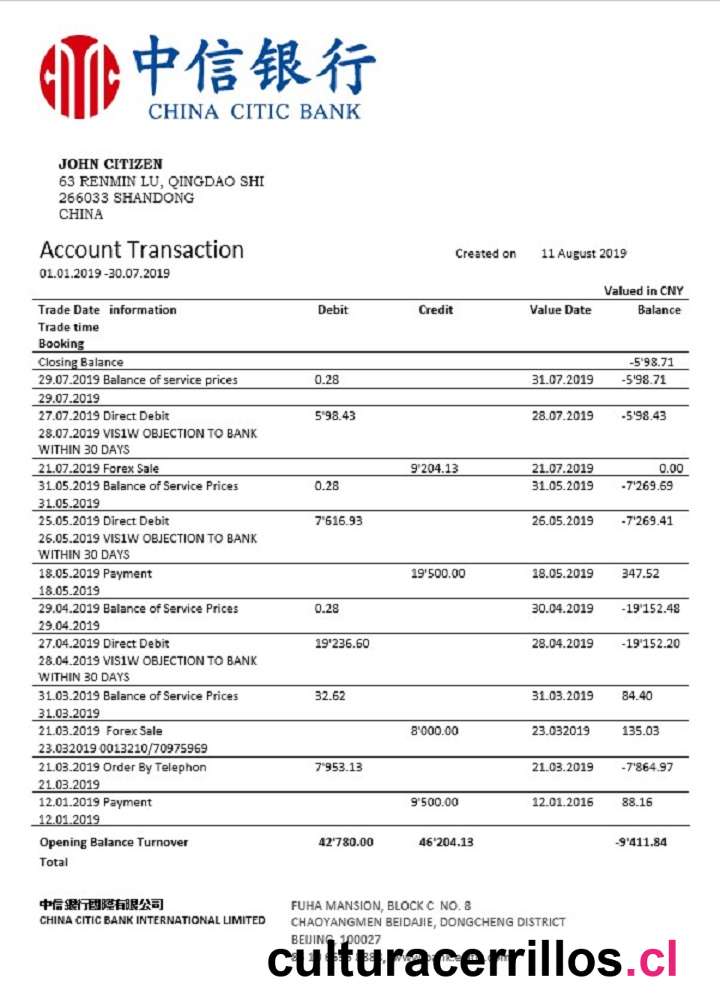 中信银行
CHINA CITIC BANK
JOHN CITIZEN
63 RENMIN LU, QINGDAO SHI
266033 SHANDONG
CHINA
Account Transaction Created on 11 August 2019
01.01.2019 -30.07.2019
Valued in CNY
Trade Date information Debit Credit Value Date Balance
Trade time
Booking
Closing Balance -5'98.71
29.07.2019 Balance of service prices 0.28 31.07.2019 -5'98.71
29.07.2019
27.07.2019 Direct Debit 5'98.43 28.07.2019 -5'98.43
28.07.2019 VIS1W OBJECTION TO BANK
WITHIN 30 DAYS
21.07.2019 Forex Sale 9'204.13 21.07.2019 0.00
31.05.2019 Balance of Service Prices 0.28 31.05.2019 -7'269.69
31.05.2019
25.05.2019 Direct Debit 7'616.93 26.05.2019 -7'269.41
26.05.2019 VIS1W OBJECTION TO BANK
WITHIN 30 DAYS
18.05.2019 Payment 19'500.00 18.05.2019 347.52
18.05.2019
29.04.2019 Balance of Service Prices 0.28 30.04.2019 -19'152.48
29.04.2019
27.04.2019 Direct Debit 19'236.60 28.04.2019 -19'152.20
28.04.2019 VIS1W OBJECTION TO BANK
WITHIN 30 DAYS
31.03.2019 Balance of Service Prices 32.62 31.03.2019 84.40
31.03.2019
21.03.2019 Forex Sale 8'000.00 23.032019 135.03
23.032019 0013210/70975969
21.03.2019 Order By Telephon 7'953.13 21.03.2019 -7'864.97
21.03.2019
12.01.2019 Payment 9'500.00 12.01.2016 88.16
12.01.2019
Opening Balance Turnover 42'780.00 46'204.13 -9'411.84
Total
中信銀行國際有限公司
CHINA CITIC BANK INTERNATIONAL LIMITED
FUHA MANSION, BLOCK C NO. 8
CHAOYANGMEN BEIDAJIE, DONGCHENG DISTRICT
BEIJING, 100027
culturacerrillos.cl